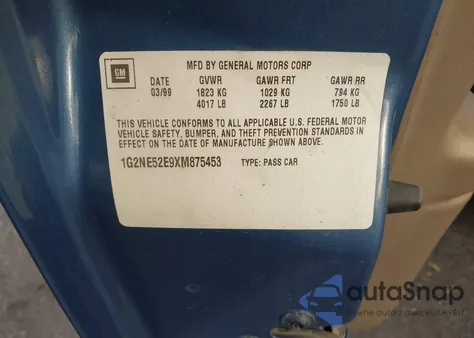 GM
MFD BY GENERAL MOTORS CORP
DATE GVWR GAWR FRT GAWR RR
03/99 1823 KG 1029 KG 794 KG
4017 LB 2267 LB 1750 LB
THIS VEHICLE CONFORMS TO ALL APPLICABLE U.S. FEDERAL MOTOR
VEHICLE SAFETY, BUMPER, AND THEFT PREVENTION STANDARDS IN
EFFECT ON THE DATE OF MANUFACTURE SHOWN ABOVE.
1G2NE52E9XM875453 TYPE: PASS CAR
autoSnap